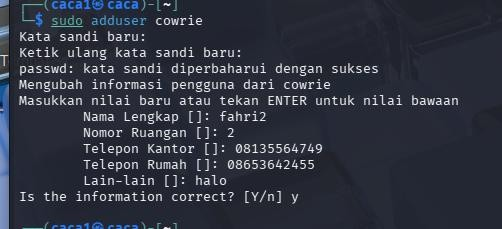 ┌──(caca1㉿caca)-[~]
└─$ sudo adduser cowrie
Kata sandi baru:
Ketik ulang kata sandi baru:
passwd: kata sandi diperbaharui dengan sukses
Mengubah informasi pengguna dari cowrie
Masukkan nilai baru atau tekan ENTER untuk nilai bawaan
Nama Lengkap []: fahri2
Nomor Ruangan []: 2
Telepon Kantor []: 08135564749
Telepon Rumah []: 08653642455
Lain-lain []: halo
Is the information correct? [Y/n] y
┌──(caca1㉿caca)-[~]